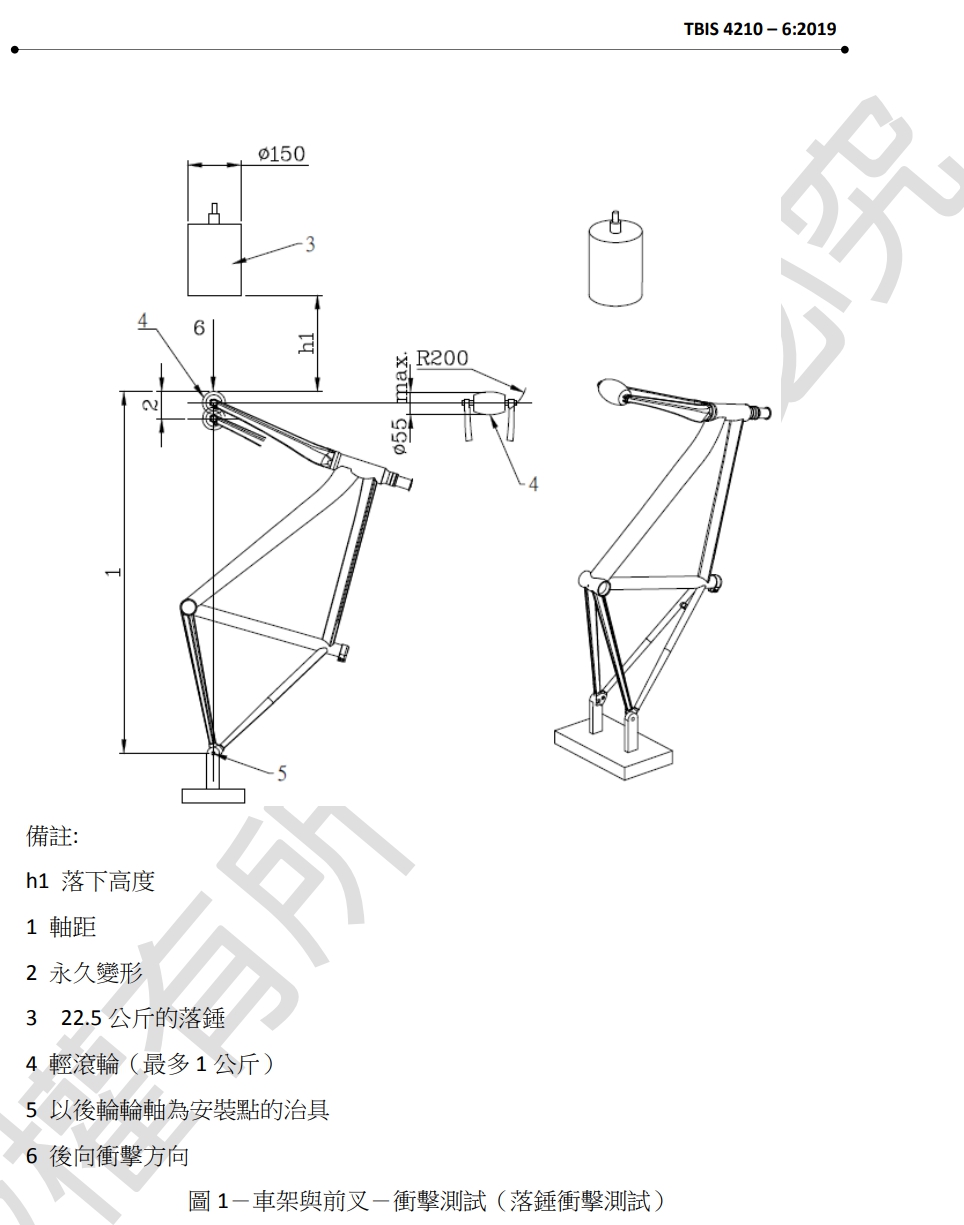 TBIS 4210 – 6:2019
ø150
3
4
6
h1
2
ø55 max.
R200
4
1
5
備註:
h1 落下高度
1 軸距
2 永久變形
3 22.5 公斤的落錘
4 輕滾輪（最多 1 公斤）
5 以後輪輪軸為安裝點的治具
6 後向衝擊方向
圖 1－車架與前叉－衝擊測試（落錘衝擊測試）
權有所
究